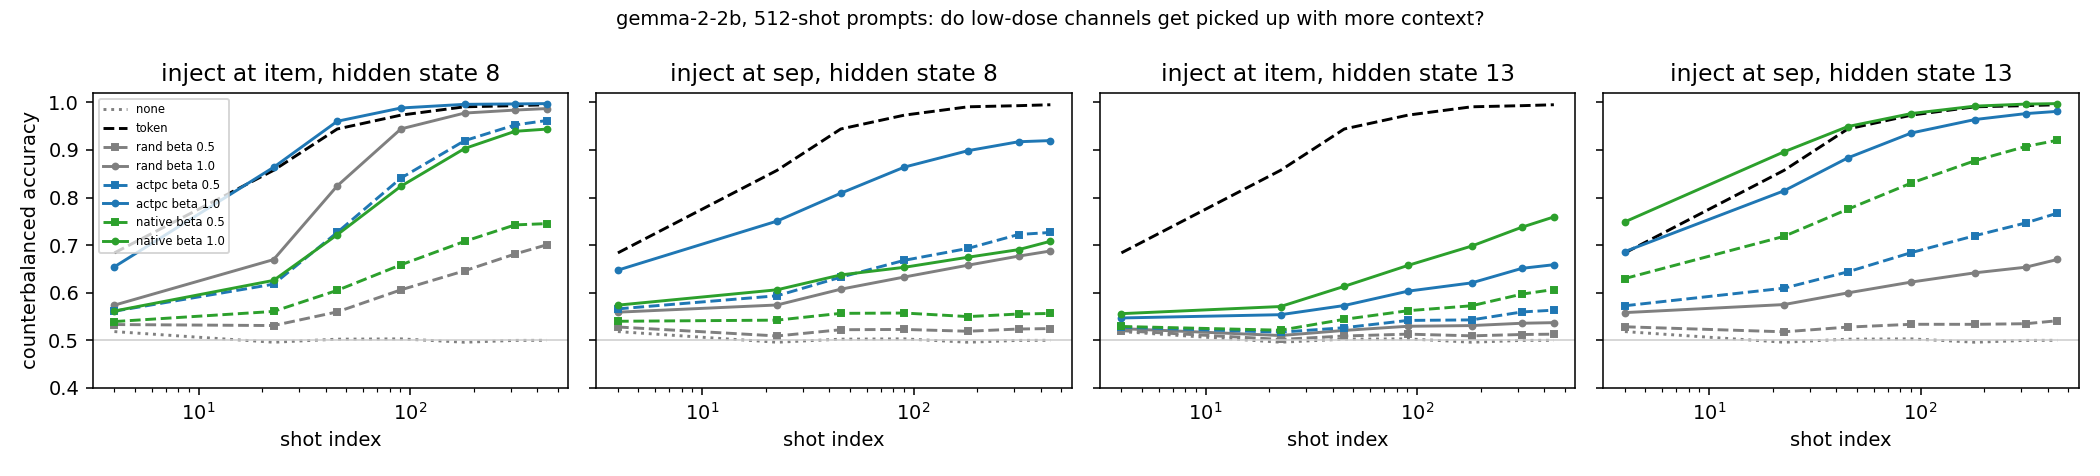 gemma-2-2b, 512-shot prompts: do low-dose channels get picked up with more context?
inject at item, hidden state 8
inject at sep, hidden state 8
inject at item, hidden state 13
inject at sep, hidden state 13
counterbalanced accuracy
1.0
0.9
0.8
0.7
0.6
0.5
0.4
none
token
rand beta 0.5
rand beta 1.0
actpc beta 0.5
actpc beta 1.0
native beta 0.5
native beta 1.0
10¹ 10²
10¹ 10²
10¹ 10²
10¹ 10²
shot index
shot index
shot index
shot index